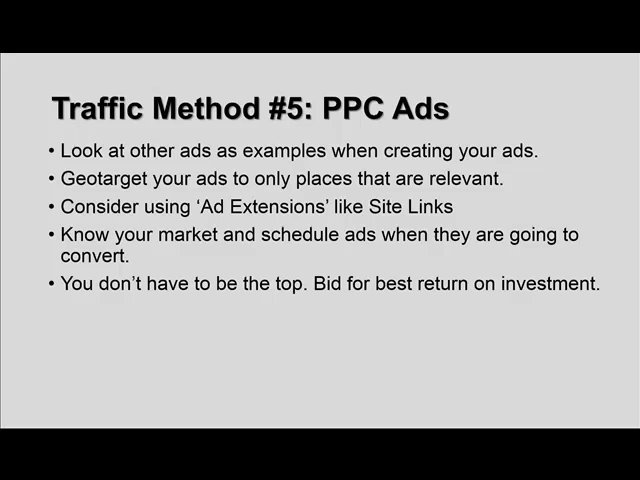 Traffic Method #5: PPC Ads
• Look at other ads as examples when creating your ads.
• Geotarget your ads to only places that are relevant.
• Consider using ‘Ad Extensions’ like Site Links
• Know your market and schedule ads when they are going to
convert.
• You don’t have to be the top. Bid for best return on investment.